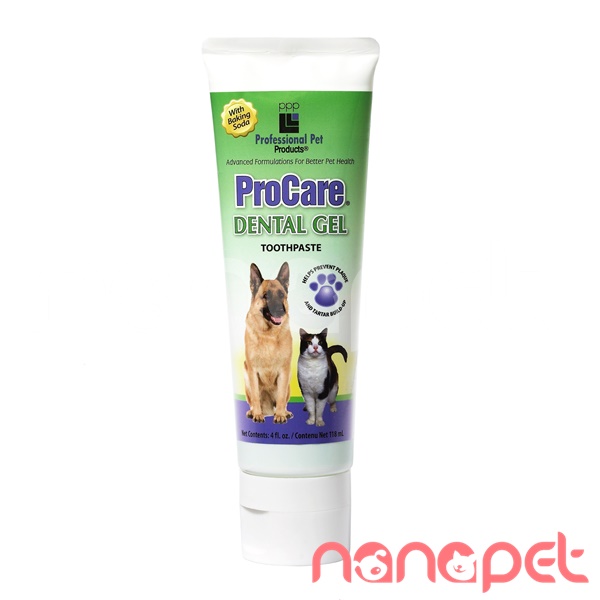 With
Baking
Soda
ppp
Professional Pet
Products®
Advanced Formulations For Better Pet Health
ProCare®
DENTAL GEL
TOOTHPASTE
HELPS PREVENT PLAQUE
AND TARTAR BUILD-UP
Net Contents: 4 fl. oz. / Contenu Net 118 mL
nanapet